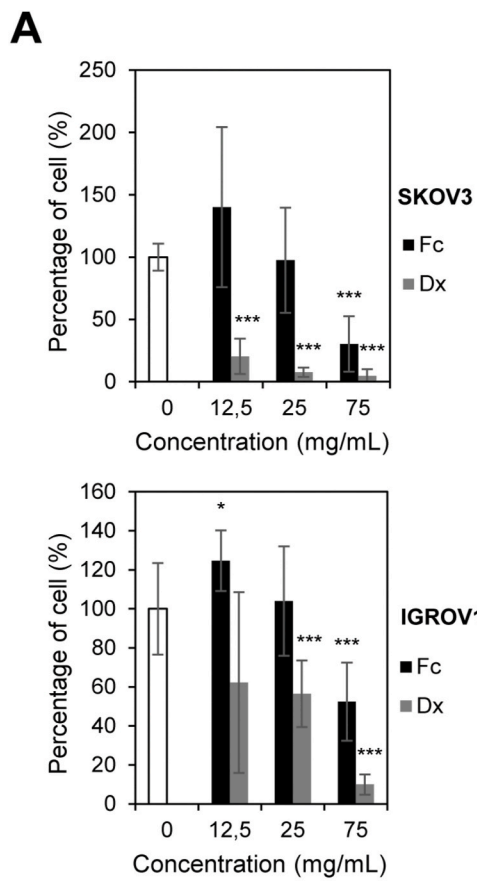 A
250
200
150
100
50
0
Percentage of cell (%)
***
***
***
***
0 12,5 25 75
Concentration (mg/mL)
SKOV3
Fc
Dx
160
140
120
100
80
60
40
20
0
Percentage of cell (%)
*
***
***
***
0 12,5 25 75
Concentration (mg/mL)
IGROV1
Fc
Dx